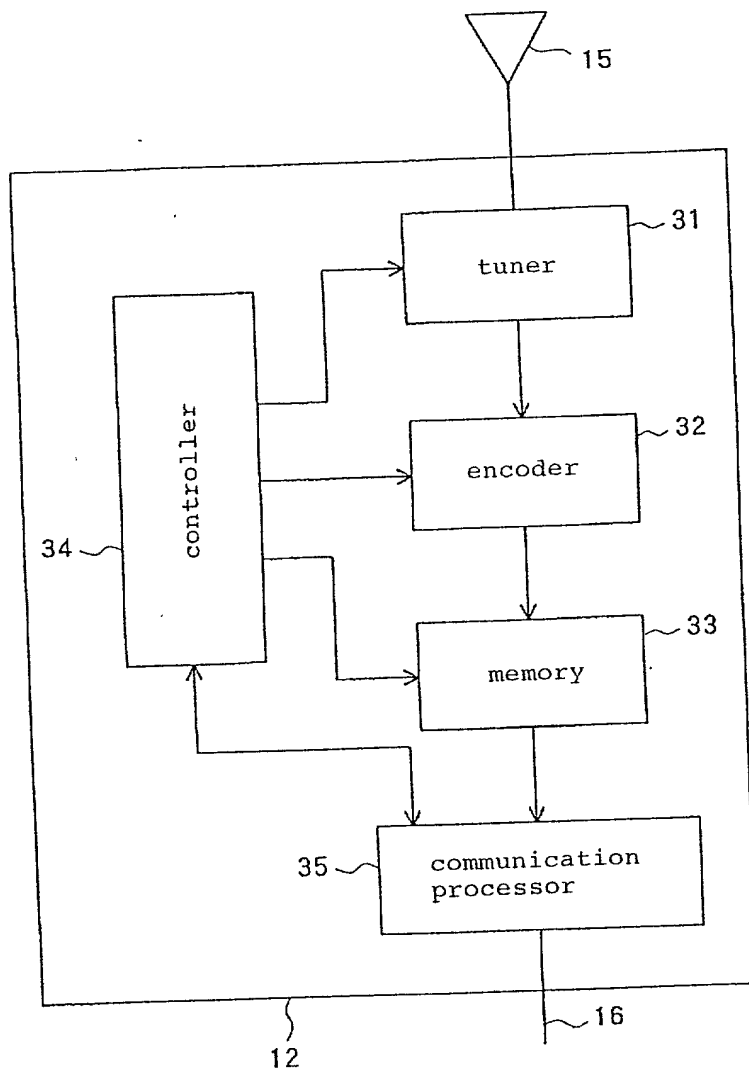 15
31
tuner
32
encoder
controller
34
33
memory
35
communication
processor
16
12